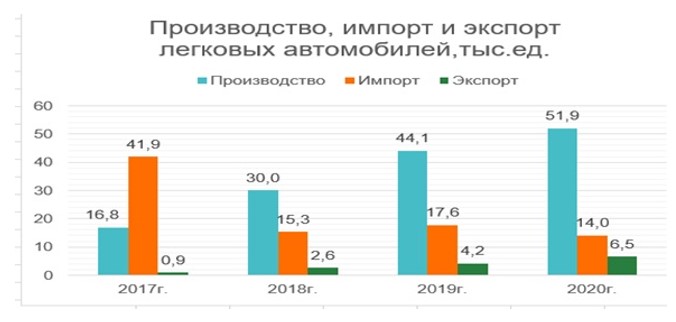 Производство, импорт и экспорт
легковых автомобилей,тыс.ед.
Производство Импорт Экспорт
60
50
40
30
20
10
0
16,8 41,9 0,9
30,0 15,3 2,6
44,1 17,6 4,2
51,9 14,0 6,5
2017г. 2018г. 2019г. 2020г.